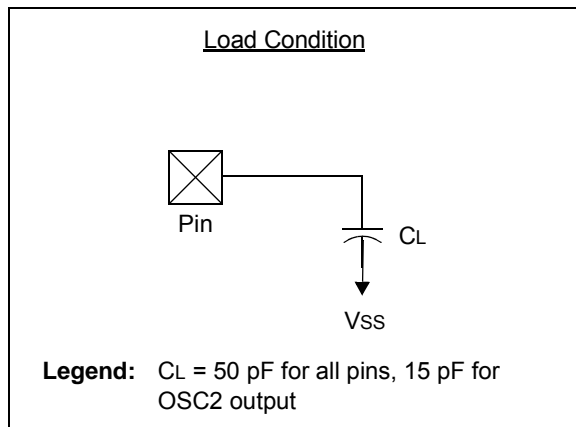 Load Condition
Pin
CL
VSS
Legend: CL = 50 pF for all pins, 15 pF for
OSC2 output